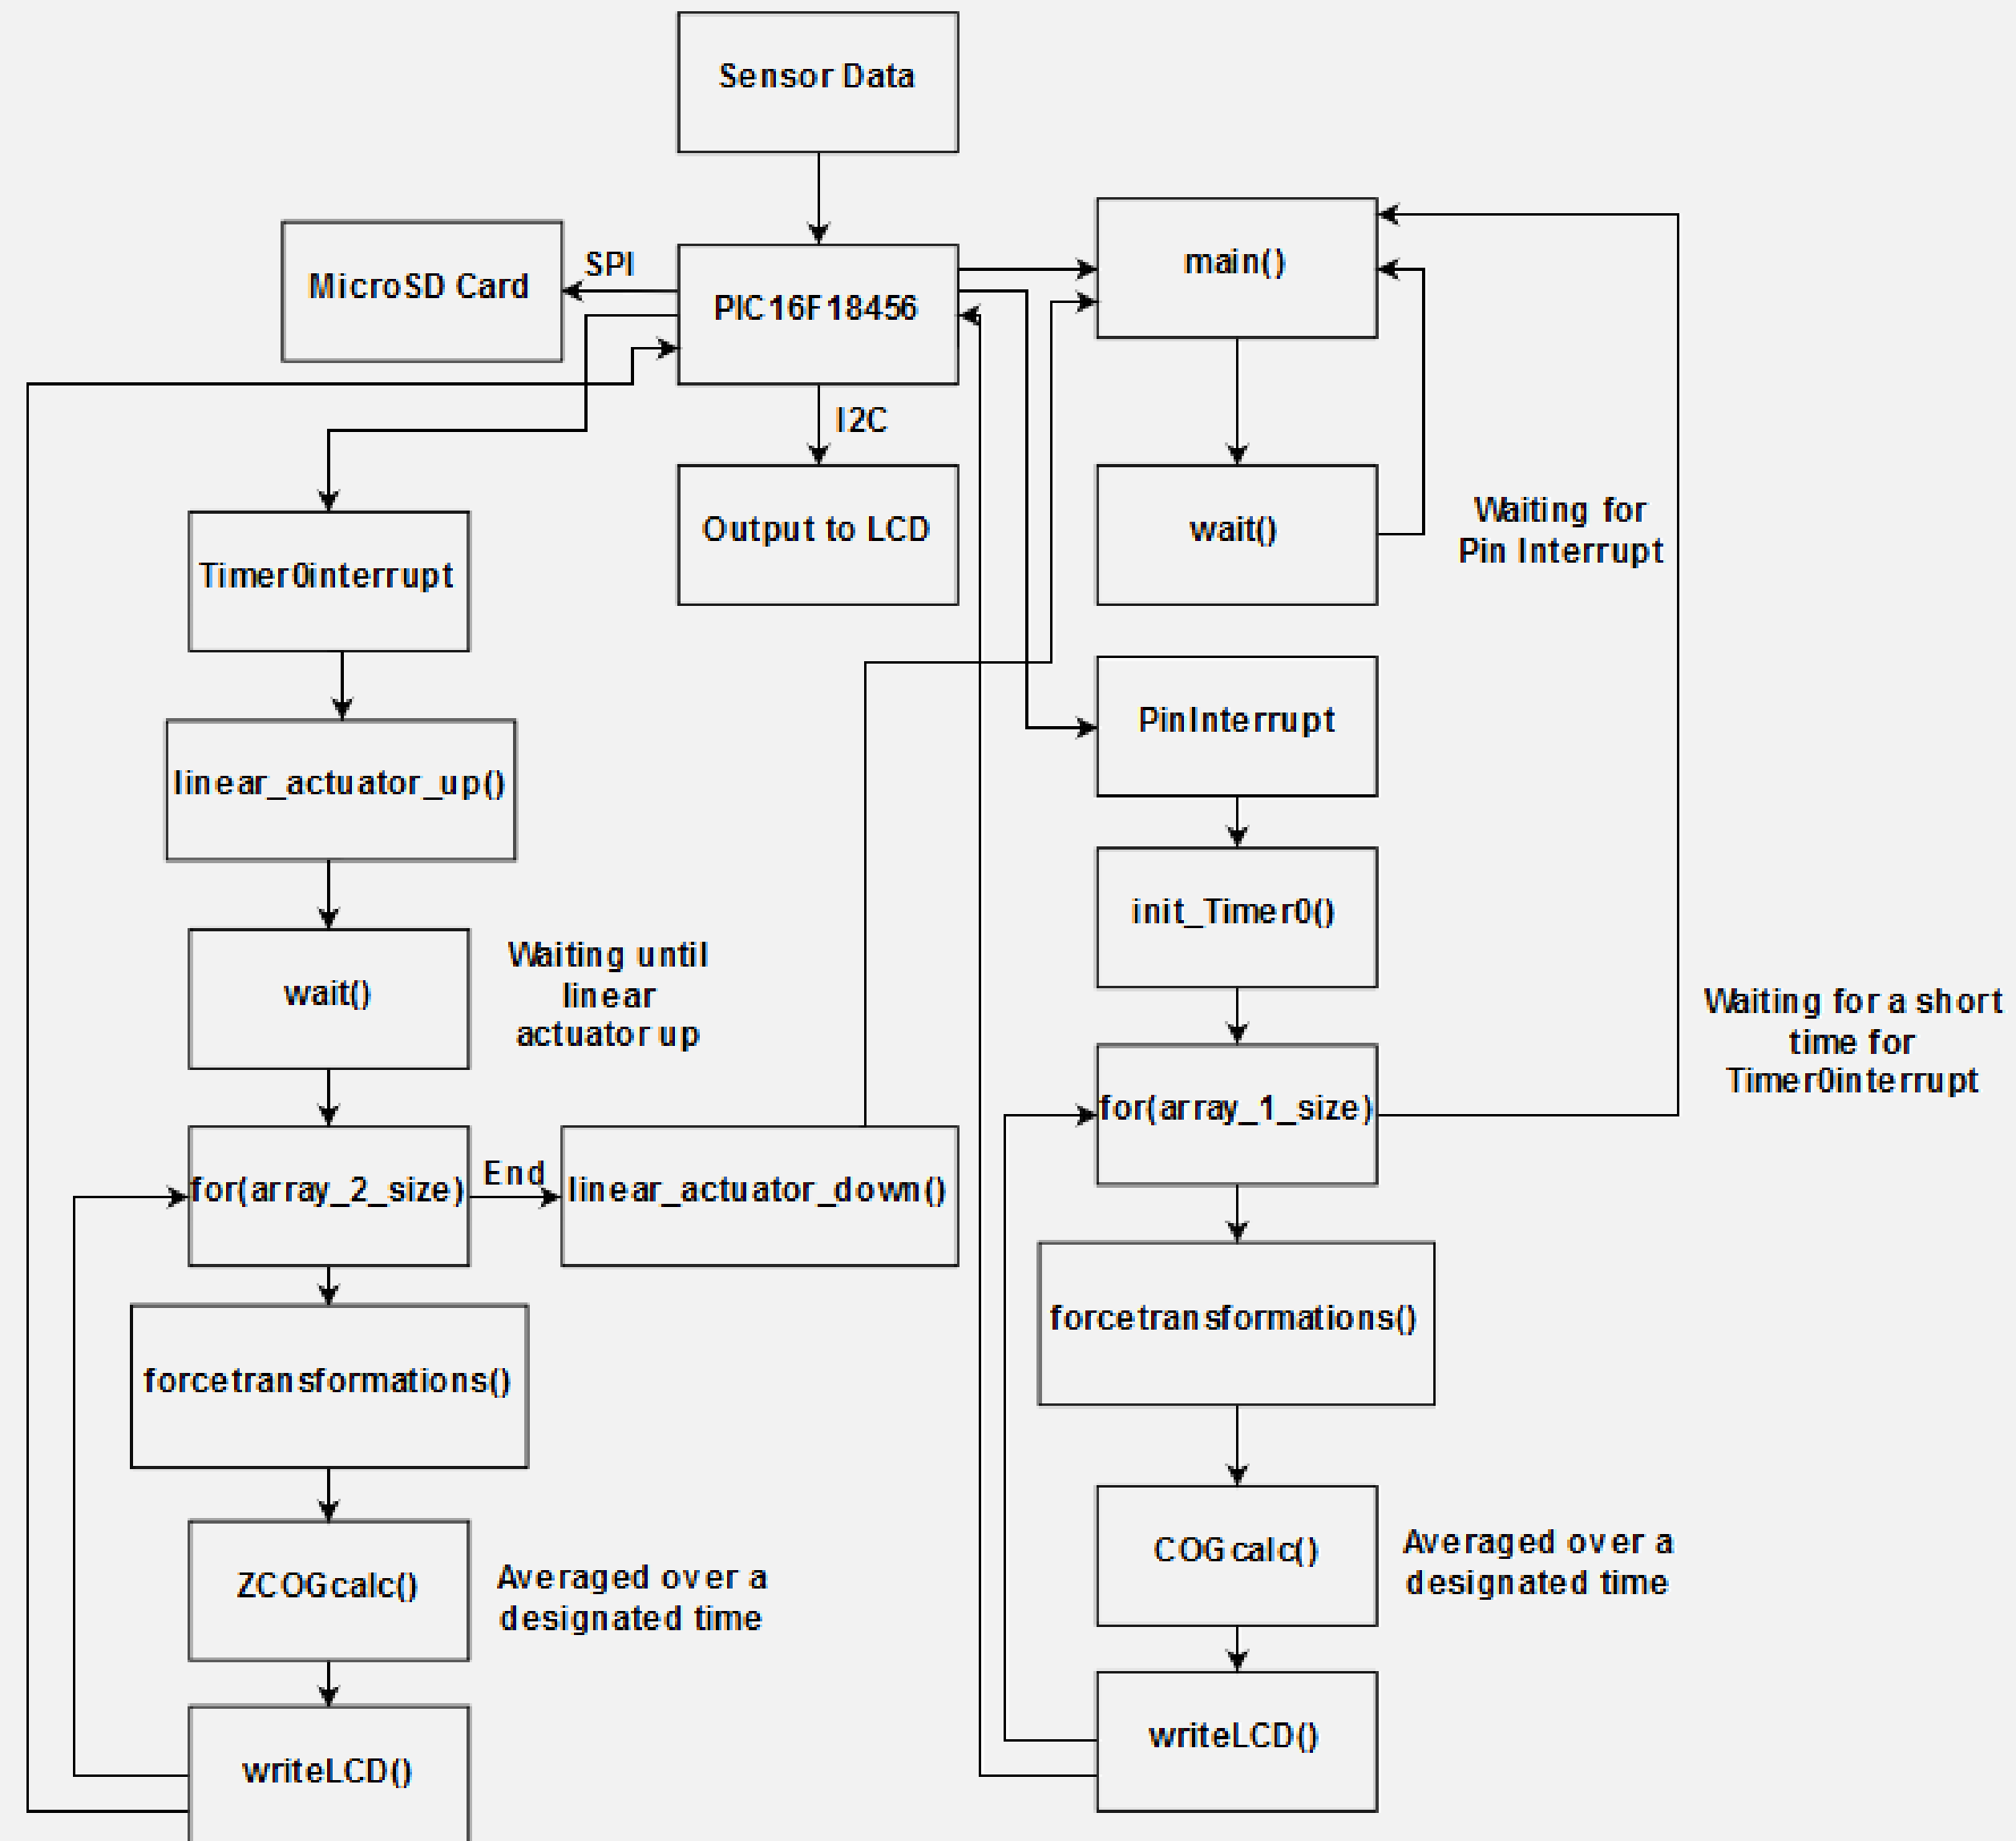 Sensor Data
MicroSD Card
SPI
PIC16F18456
main()
I2C
Output to LCD
wait()
Waiting for
Pin Interrupt
Timer0interrupt
PinInterrupt
linear_actuator_up()
init_Timer0()
wait()
Waiting until
linear
actuator up
Waiting for a short
time for
Timer0interrupt
for(array_2_size)
End
linear_actuator_down()
for(array_1_size)
forcetransformations()
forcetransformations()
ZCOGcalc()
Averaged over a
designated time
COGcalc()
Averaged over a
designated time
writeLCD()
writeLCD()